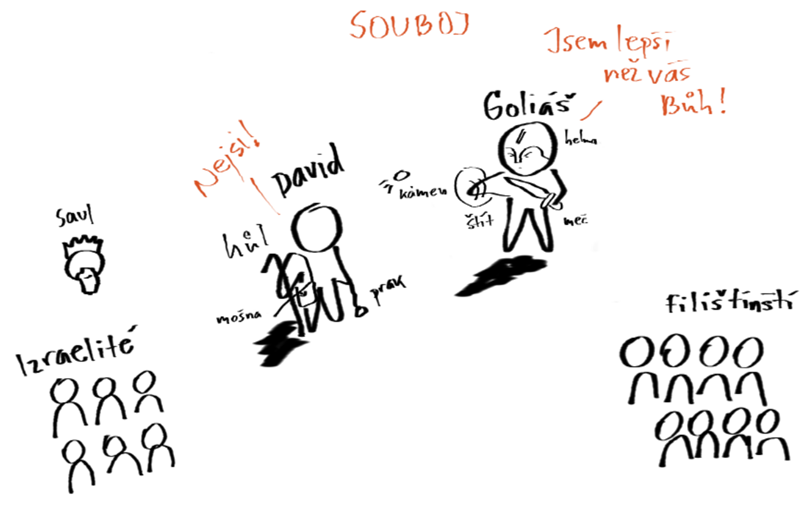 SOUBOJ
Jsem lepší
než váš
Bůh!
Goliáš
helma
Nejsi!
David
kámen
štít
meč
Saul
hůl
mošna
prak
Izraelité
filištínští